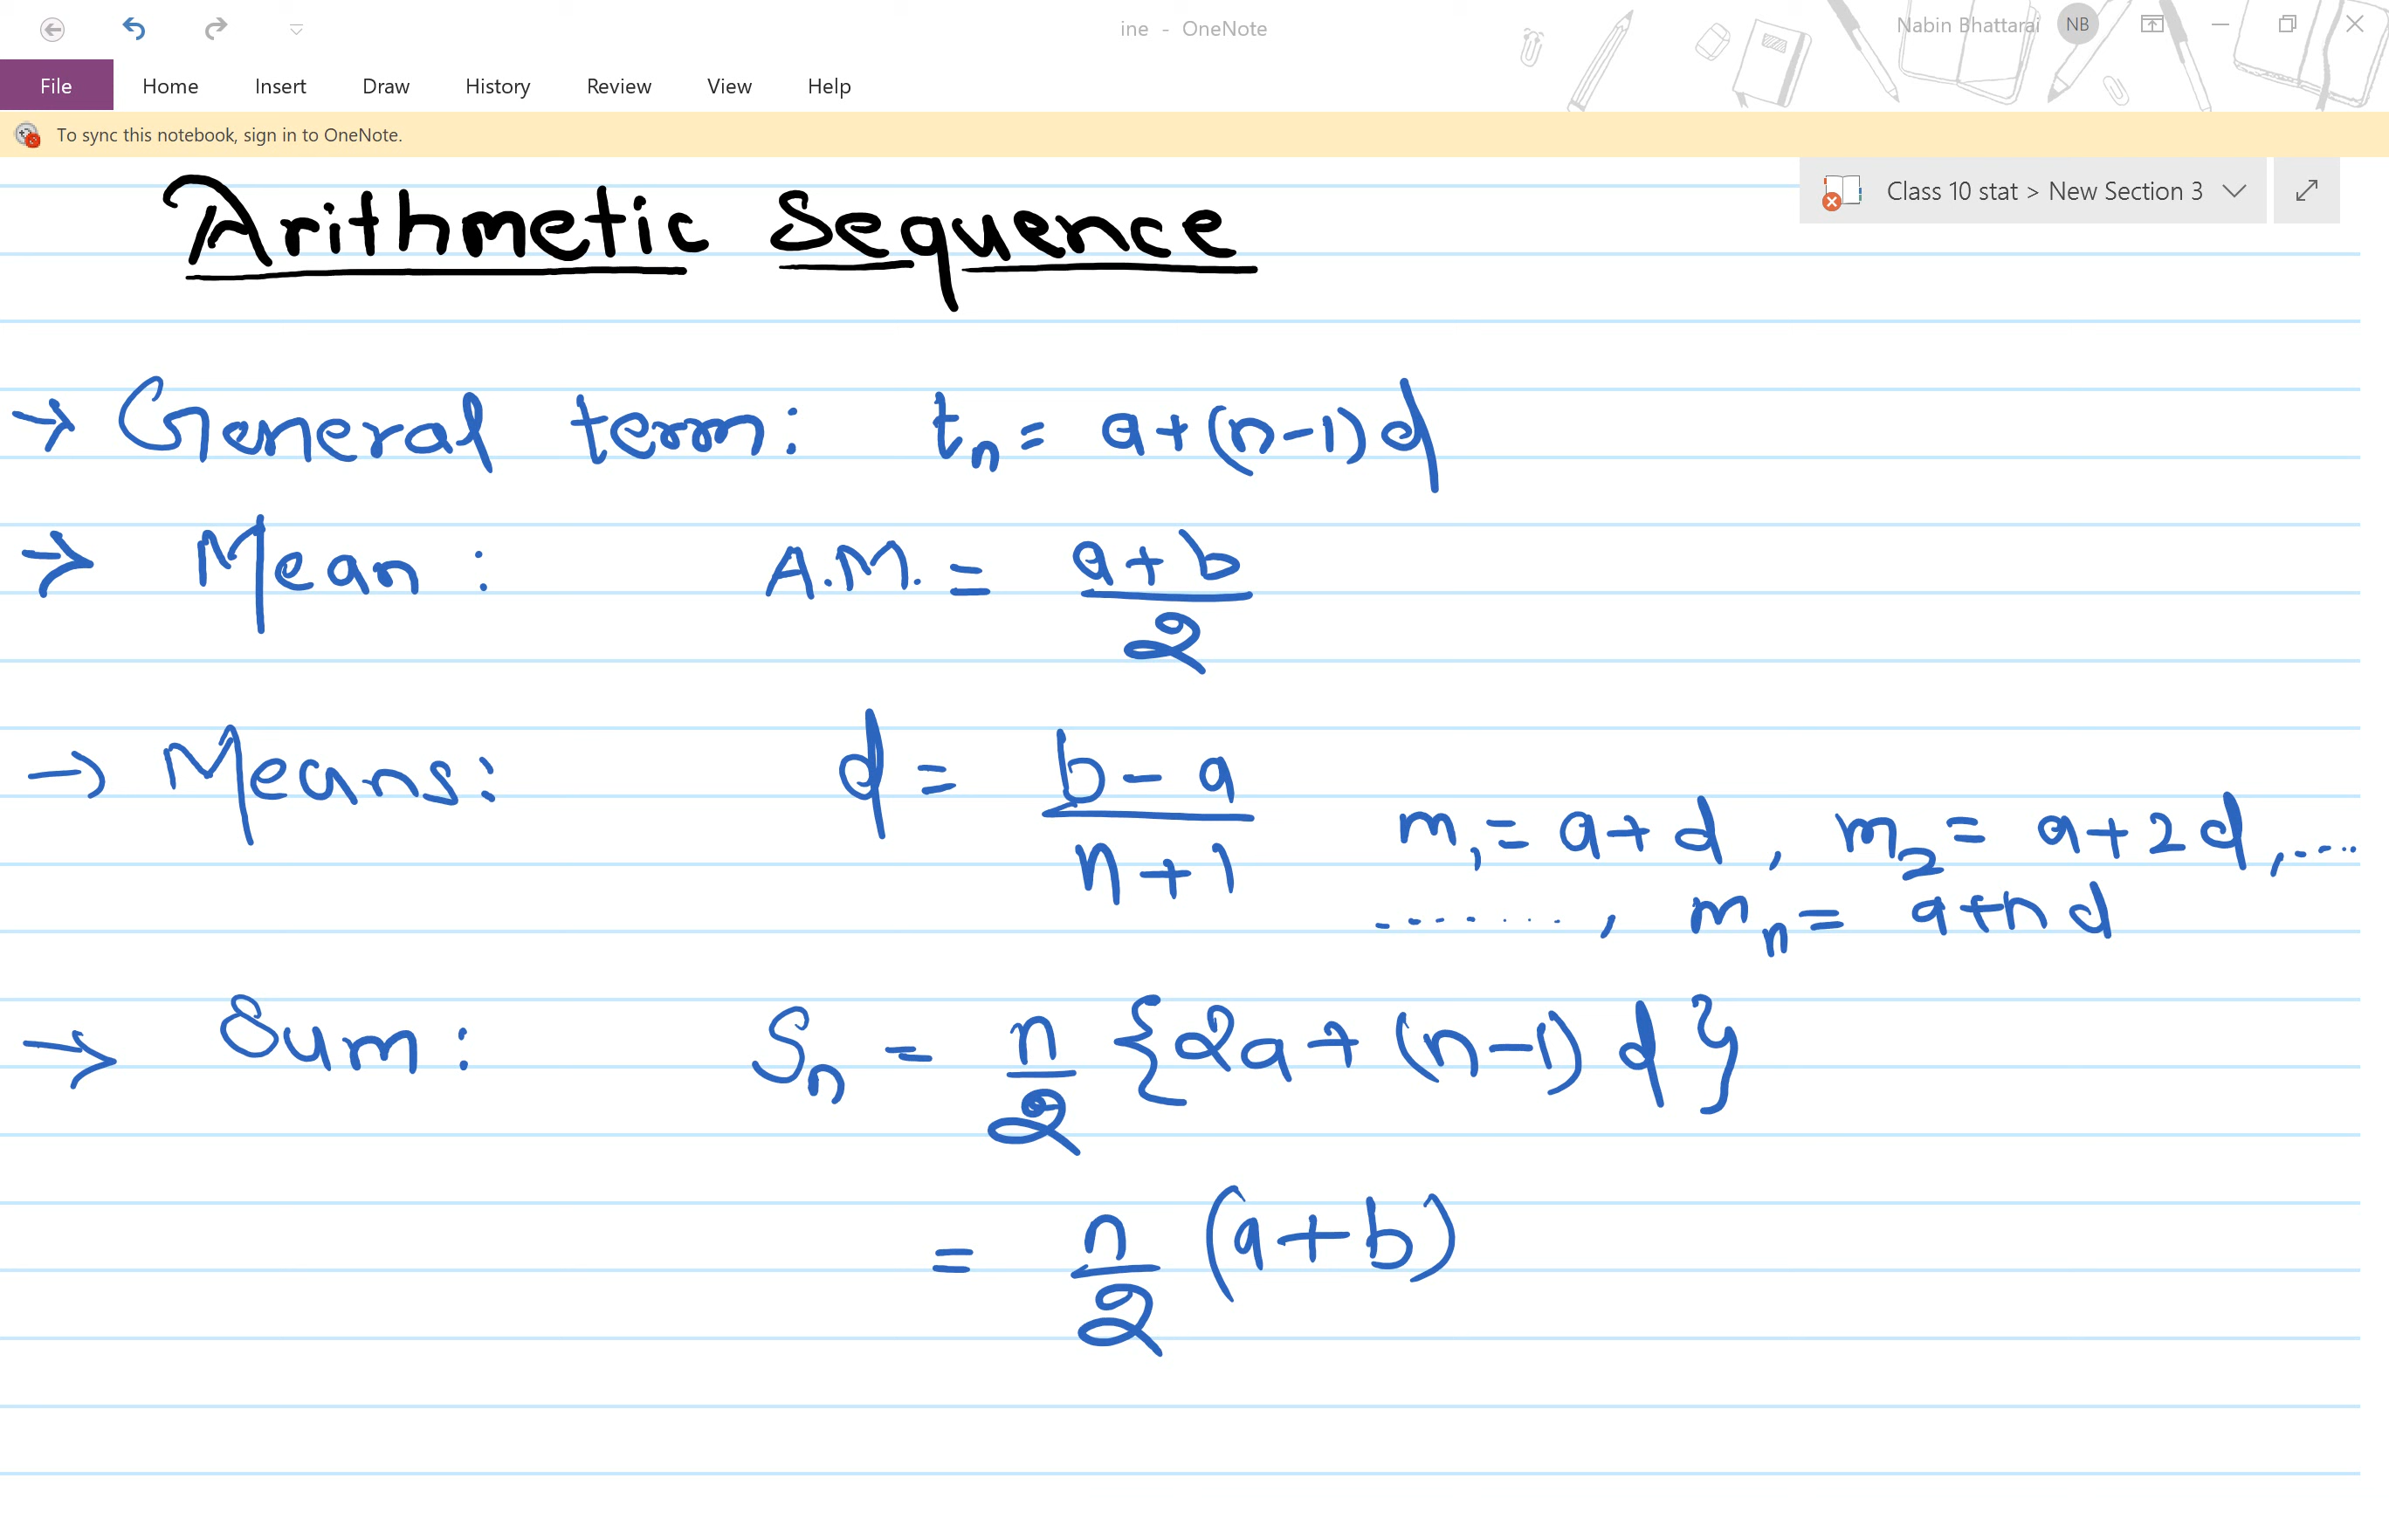 ine - OneNote Nabin Bhattarai NB
File Home Insert Draw History Review View Help
To sync this notebook, sign in to OneNote.
Class 10 stat > New Section 3
Arithmetic Sequence
→ General term: tₙ = a+(n-1)d
→ Mean: A.M. = (a+b)/2
→ Means: d = (b-a)/(n+1) m₁ = a+d, m₂ = a+2d, ....
........, mₙ = a+nd
→ Sum: Sₙ = n/2 {2a+(n-1)d}
= n/2 (a+b)